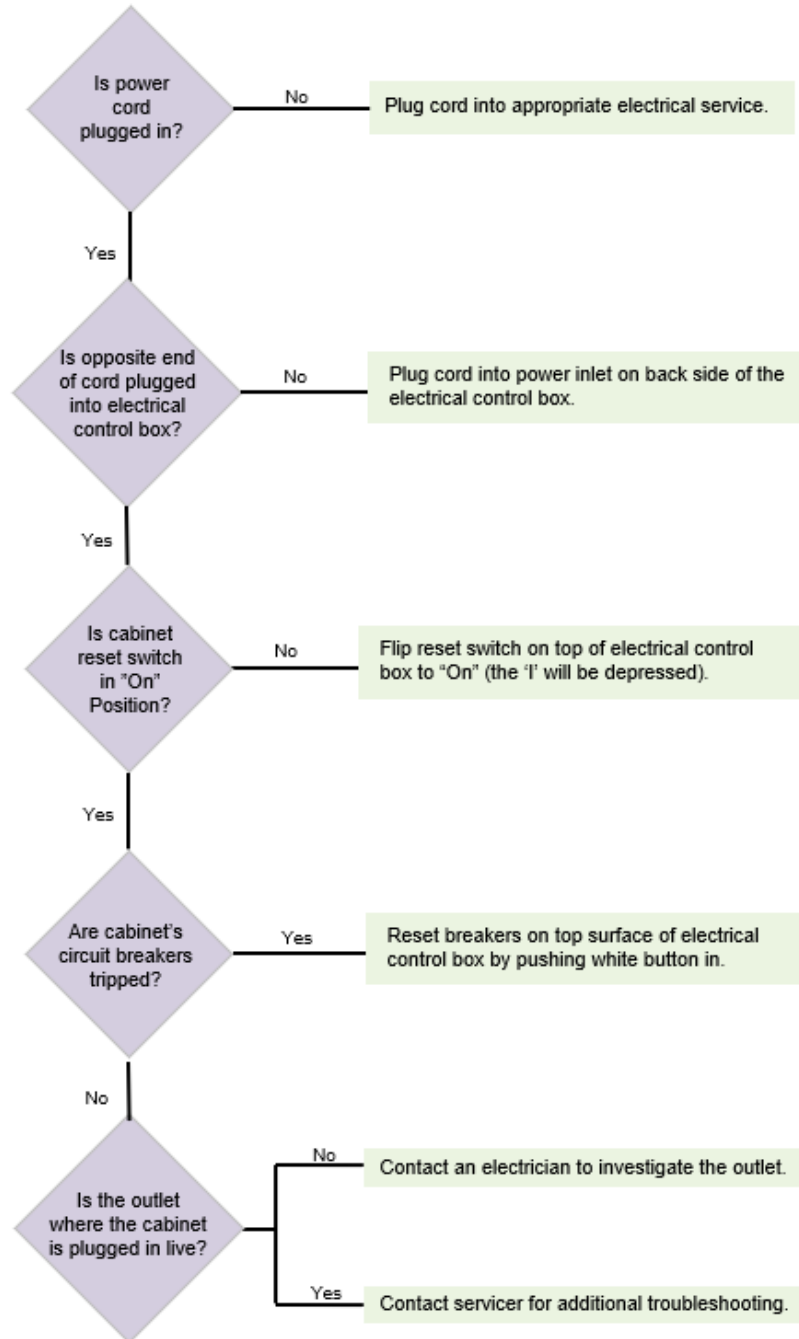 Is power
cord
plugged in?
No
Plug cord into appropriate electrical service.
Yes
Is opposite end
of cord plugged
into electrical
control box?
No
Plug cord into power inlet on back side of the
electrical control box.
Yes
Is cabinet
reset switch
in ”On”
Position?
No
Flip reset switch on top of electrical control
box to “On” (the ‘I’ will be depressed).
Yes
Are cabinet’s
circuit breakers
tripped?
Yes
Reset breakers on top surface of electrical
control box by pushing white button in.
No
Is the outlet
where the cabinet
is plugged in live?
No
Contact an electrician to investigate the outlet.
Yes
Contact servicer for additional troubleshooting.